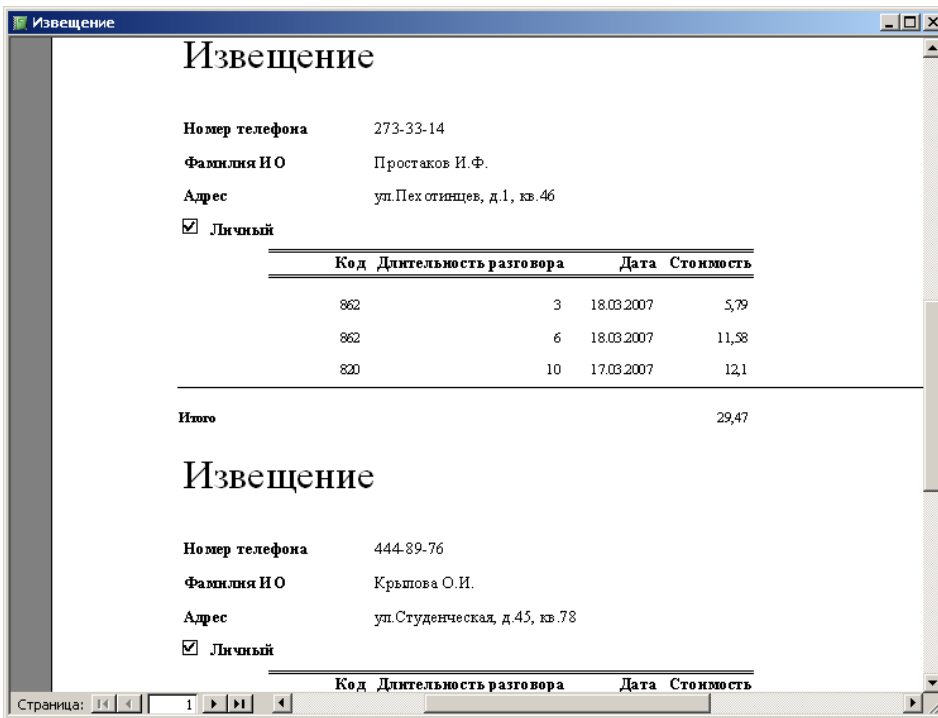 Извещение
Извещение
Номер телефона 273-33-14
Фамилия И О Простаков И.Ф.
Адрес ул.Пехотинцев, д.1, кв.46
Личный
Код Длительность разговора Дата Стоимость
862 3 18.03.2007 5,79
862 6 18.03.2007 11,58
820 10 17.03.2007 12,1
Итого 29,47
Извещение
Номер телефона 444-89-76
Фамилия И О Крылова О.И.
Адрес ул.Студенческая, д.45, кв.78
Личный
Код Длительность разговора Дата Стоимость
Страница: 1